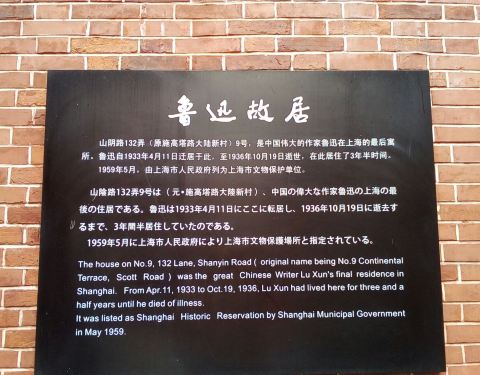 鲁迅故居
山阴路132弄（原施高塔路大陆新村）9号，是中国伟大的作家鲁迅在上海的最后寓
所。鲁迅自1933年4月11日迁居于此，至1936年10月19日逝世，在此居住了3年半时间。
1959年5月，由上海市人民政府列为上海市文物保护单位。
山陰路132弄9号は（元・施高塔路大陸新村）、中国の偉大な作家魯迅の上海の最
後の住居である。魯迅は1933年4月11日にここに転居し、1936年10月19日に逝去す
るまで、3年間半居住していたのである。
1959年5月に上海市人民政府により上海市文物保護場所と指定されている。
The house on No.9, 132 Lane, Shanyin Road ( original name being No.9 Continental
Terrace, Scott Road ) was the great Chinese Writer Lu Xun's final residence in
Shanghai. From Apr.11, 1933 to Oct.19, 1936, Lu Xun had lived here for three and a
half years until he died of illness.
It was listed as Shanghai Historic Reservation by Shanghai Municipal Government
in May 1959.